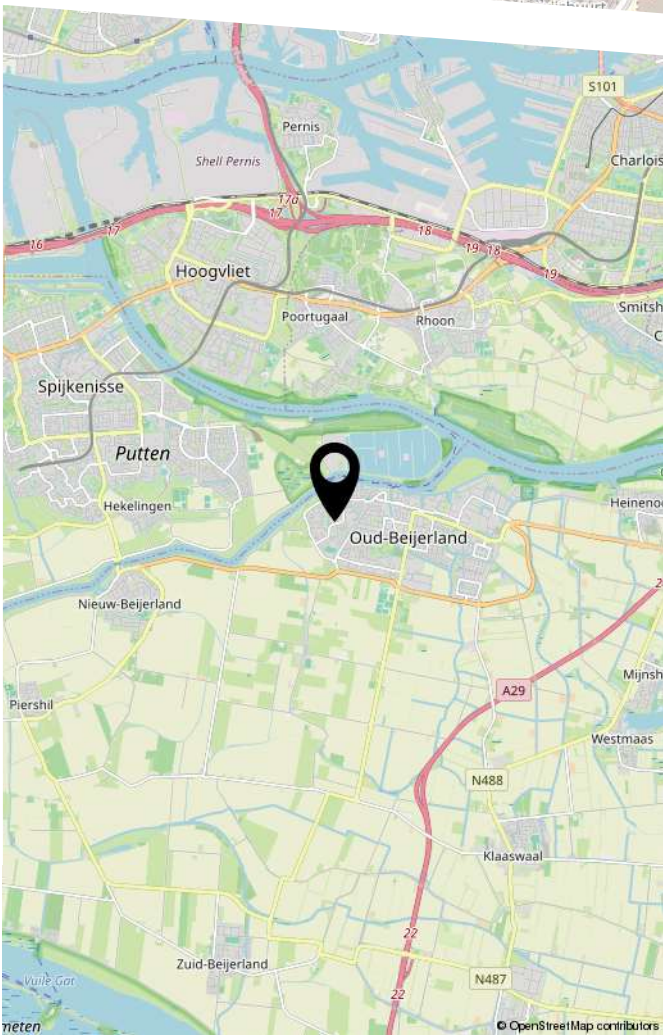 S101
Pernis
Shell Pernis
Charlois
17a
17
16
17
18
19
18
19
Hoogvliet
Poortugaal
Rhoon
Smitsh
C
Spijkenisse
Putten
Hekelingen
Heinenoo
Oud-Beijerland
Nieuw-Beijerland
2
A29
Mijnsh
Piershil
Westmaas
N488
Klaaswaal
22
Zuid-Beijerland
Vuile Gat
N487
22
meten
© OpenStreetMap contributors